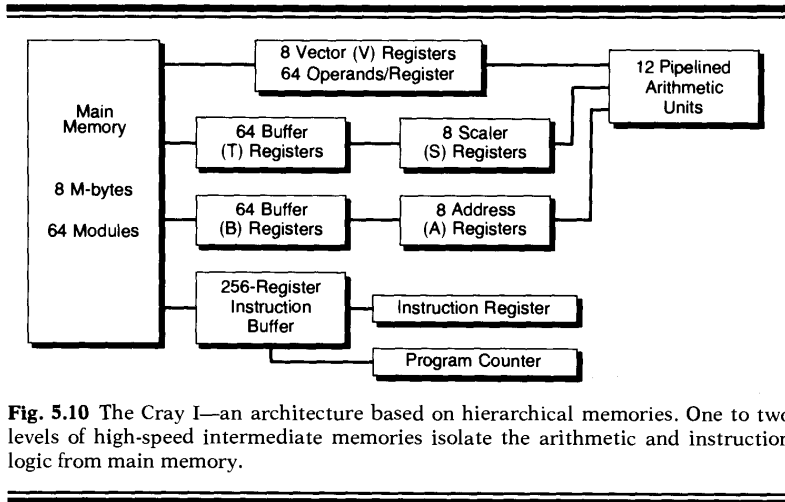 Main
Memory
8 M-bytes
64 Modules
8 Vector (V) Registers
64 Operands/Register
12 Pipelined
Arithmetic
Units
64 Buffer
(T) Registers
8 Scaler
(S) Registers
64 Buffer
(B) Registers
8 Address
(A) Registers
256-Register
Instruction
Buffer
Instruction Register
Program Counter
Fig. 5.10 The Cray I—an architecture based on hierarchical memories. One to two
levels of high-speed intermediate memories isolate the arithmetic and instruction
logic from main memory.